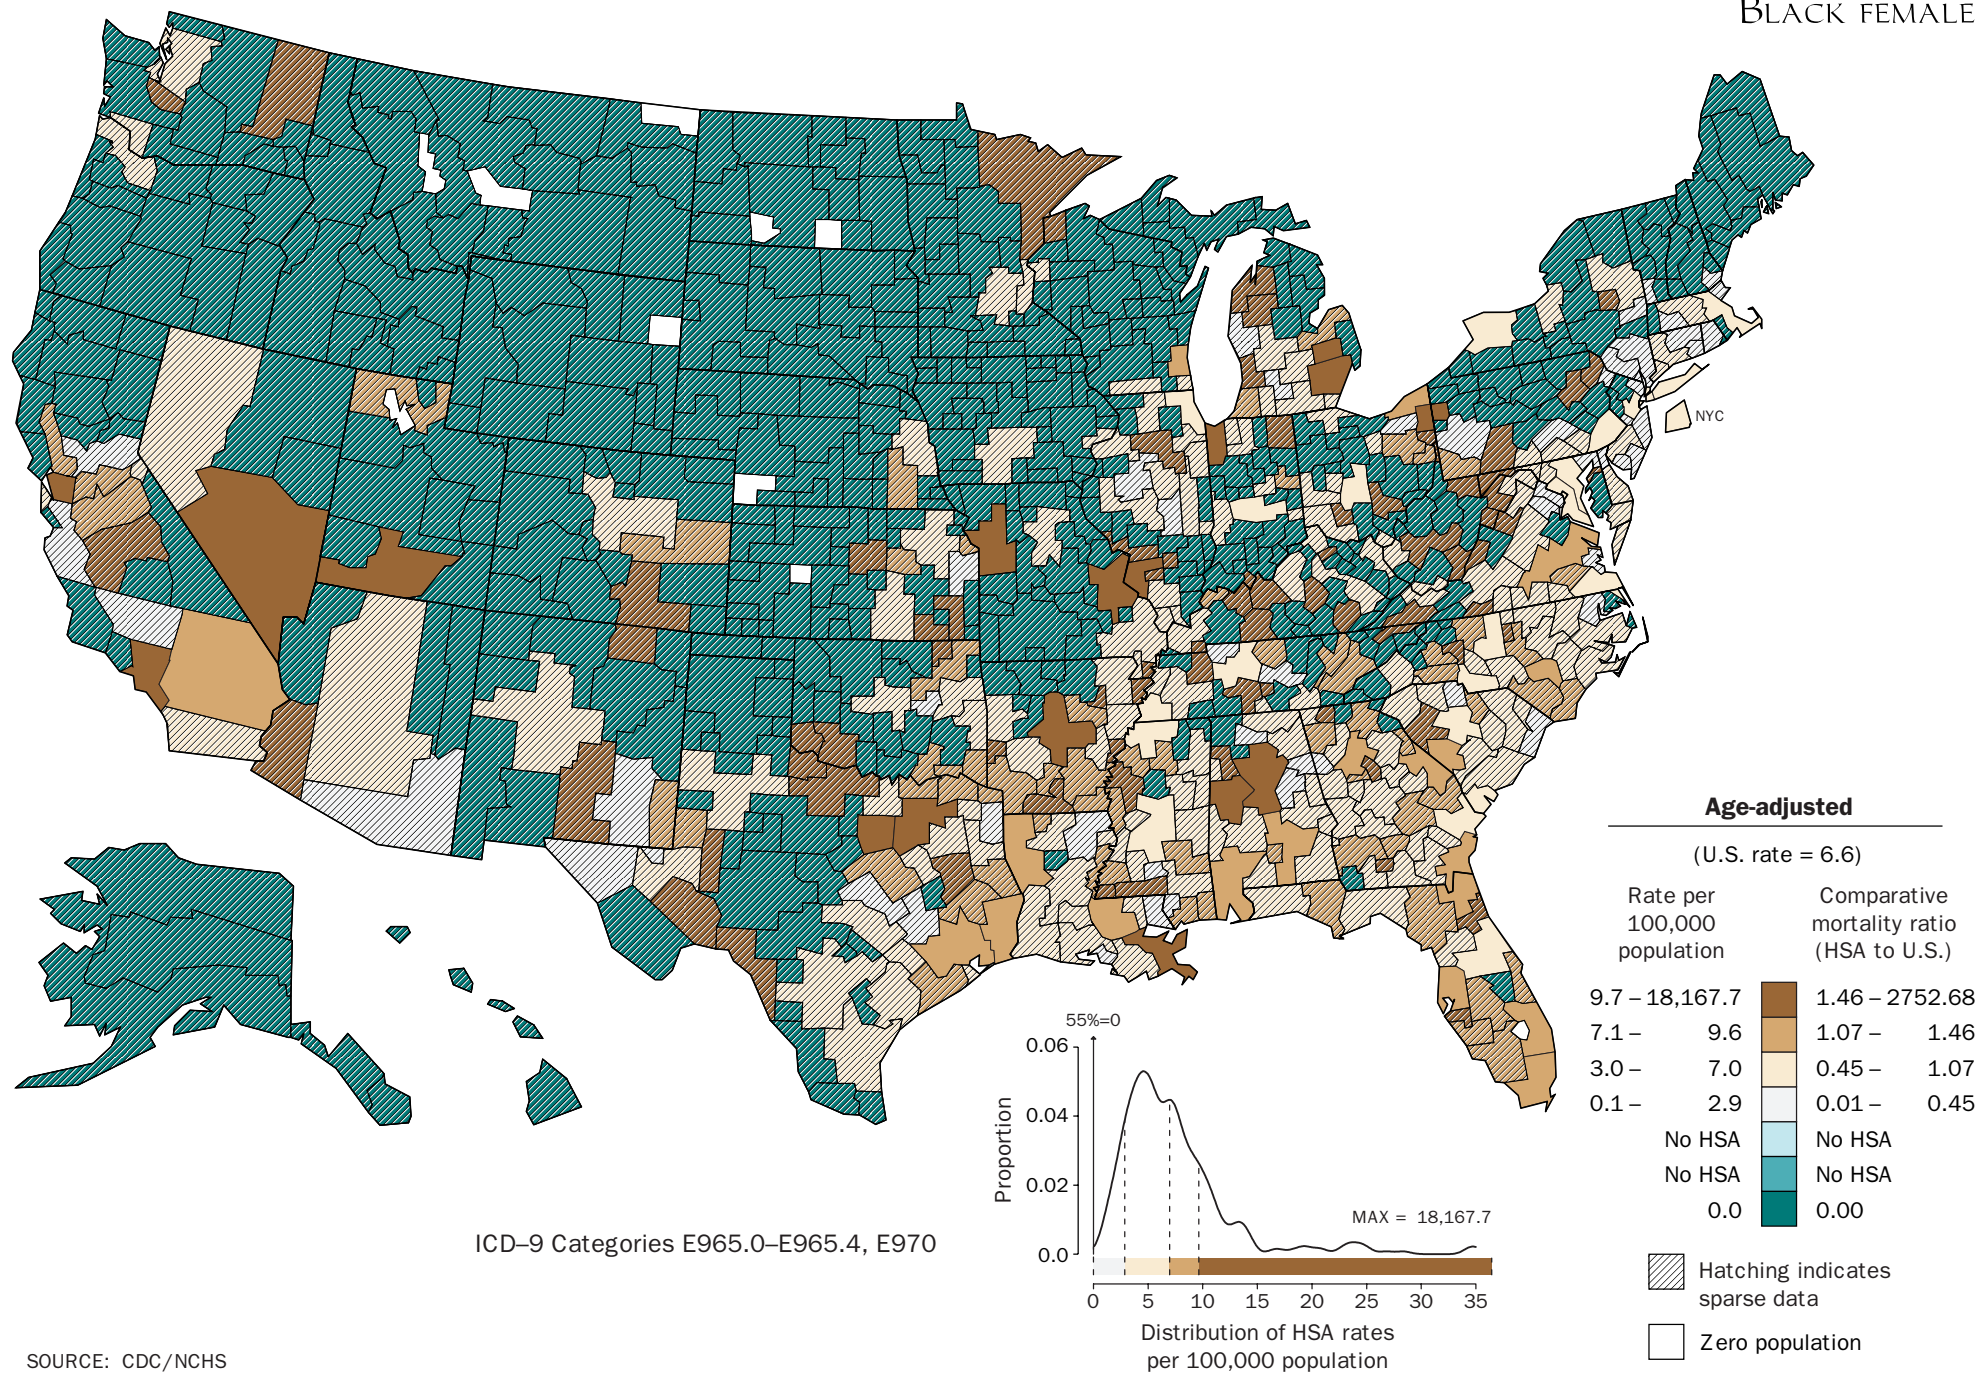 BLACK FEMALE
NYC
Age-adjusted
(U.S. rate = 6.6)
Rate per
100,000
population
Comparative
mortality ratio
(HSA to U.S.)
9.7 – 18,167.7 1.46 – 2752.68
7.1 – 9.6 1.07 – 1.46
3.0 – 7.0 0.45 – 1.07
0.1 – 2.9 0.01 – 0.45
No HSA No HSA
No HSA No HSA
0.0 0.00
Hatching indicates
sparse data
Zero population
55%=0
0.06
0.04
0.02
0.0
Proportion
MAX = 18,167.7
0 5 10 15 20 25 30 35
Distribution of HSA rates
per 100,000 population
ICD–9 Categories E965.0–E965.4, E970
SOURCE: CDC/NCHS